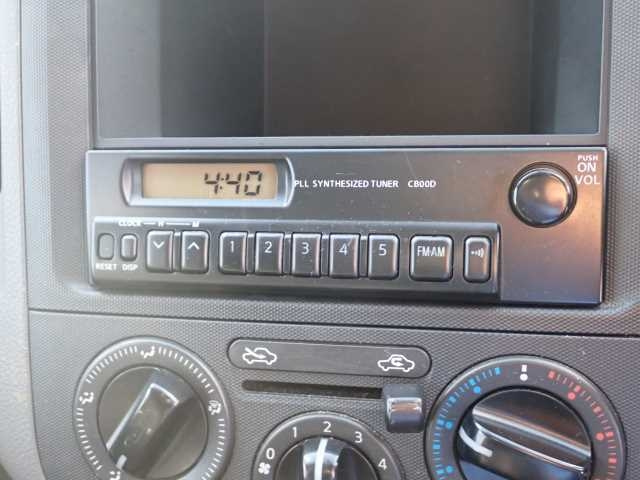 4:40
PLL SYNTHESIZED TUNER CB00D
PUSH
ON
VOL
CLOCK H M
RESET DISP
1 2 3 4 5 FM·AM
0 1 2 3 4